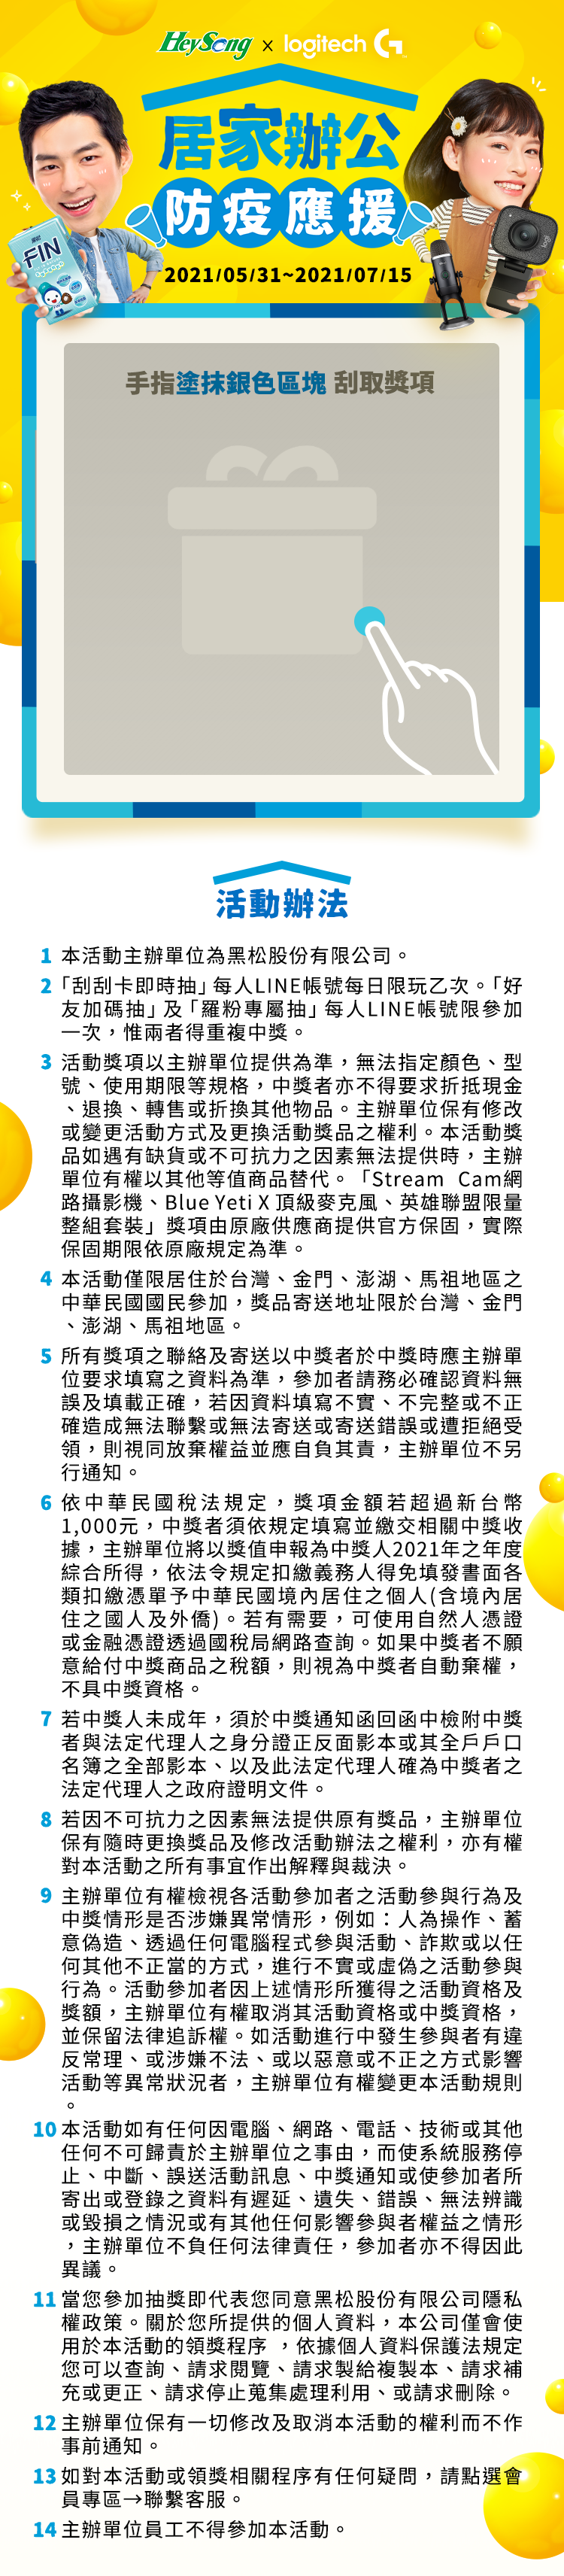 HeySong × logitech G
居家辦公
防疫應援
2021/05/31~2021/07/15
FIN
手指塗抹銀色區塊 刮取獎項
活動辦法
1 本活動主辦單位為黑松股份有限公司。
2 「刮刮卡即時抽」每人LINE帳號每日限玩乙次。「好
友加碼抽」及「羅粉專屬抽」每人LINE帳號限參加
一次，惟兩者得重複中獎。
3 活動獎項以主辦單位提供為準，無法指定顏色、型
號、使用期限等規格，中獎者亦不得要求折抵現金
、退換、轉售或折換其他物品。主辦單位保有修改
或變更活動方式及更換活動獎品之權利。本活動獎
品如遇有缺貨或不可抗力之因素無法提供時，主辦
單位有權以其他等值商品替代。「Stream Cam網
路攝影機、Blue Yeti X 頂級麥克風、英雄聯盟限量
整組套裝」獎項由原廠供應商提供官方保固，實際
保固期限依原廠規定為準。
4 本活動僅限居住於台灣、金門、澎湖、馬祖地區之
中華民國國民參加，獎品寄送地址限於台灣、金門
、澎湖、馬祖地區。
5 所有獎項之聯絡及寄送以中獎者於中獎時應主辦單
位要求填寫之資料為準，參加者請務必確認資料無
誤及填載正確，若因資料填寫不實、不完整或不正
確造成無法聯繫或無法寄送或寄送錯誤或遭拒絕受
領，則視同放棄權益並應自負其責，主辦單位不另
行通知。
6 依中華民國稅法規定，獎項金額若超過新台幣
1,000元，中獎者須依規定填寫並繳交相關中獎收
據，主辦單位將以獎值申報為中獎人2021年之年度
綜合所得，依法令規定扣繳義務人得免填發書面各
類扣繳憑單予中華民國境內居住之個人(含境內居
住之國人及外僑)。若有需要，可使用自然人憑證
或金融憑證透過國稅局網路查詢。如果中獎者不願
意給付中獎商品之稅額，則視為中獎者自動棄權，
不具中獎資格。
7 若中獎人未成年，須於中獎通知函回函中檢附中獎
者與法定代理人之身分證正反面影本或其全戶戶口
名簿之全部影本、以及此法定代理人確為中獎者之
法定代理人之政府證明文件。
8 若因不可抗力之因素無法提供原有獎品，主辦單位
保有隨時更換獎品及修改活動辦法之權利，亦有權
對本活動之所有事宜作出解釋與裁決。
9 主辦單位有權檢視各活動參加者之活動參與行為及
中獎情形是否涉嫌異常情形，例如：人為操作、蓄
意偽造、透過任何電腦程式參與活動、詐欺或以任
何其他不正當的方式，進行不實或虛偽之活動參與
行為。活動參加者因上述情形所獲得之活動資格及
獎額，主辦單位有權取消其活動資格或中獎資格，
並保留法律追訴權。如活動進行中發生參與者有違
反常理、或涉嫌不法、或以惡意或不正之方式影響
活動等異常狀況者，主辦單位有權變更本活動規則
。
10 本活動如有任何因電腦、網路、電話、技術或其他
任何不可歸責於主辦單位之事由，而使系統服務停
止、中斷、誤送活動訊息、中獎通知或使參加者所
寄出或登錄之資料有遲延、遺失、錯誤、無法辨識
或毀損之情況或有其他任何影響參與者權益之情形
，主辦單位不負任何法律責任，參加者亦不得因此
異議。
11 當您參加抽獎即代表您同意黑松股份有限公司隱私
權政策。關於您所提供的個人資料，本公司僅會使
用於本活動的領獎程序 ，依據個人資料保護法規定
您可以查詢、請求閱覽、請求製給複製本、請求補
充或更正、請求停止蒐集處理利用、或請求刪除。
12 主辦單位保有一切修改及取消本活動的權利而不作
事前通知。
13 如對本活動或領獎相關程序有任何疑問，請點選會
員專區→聯繫客服。
14 主辦單位員工不得參加本活動。